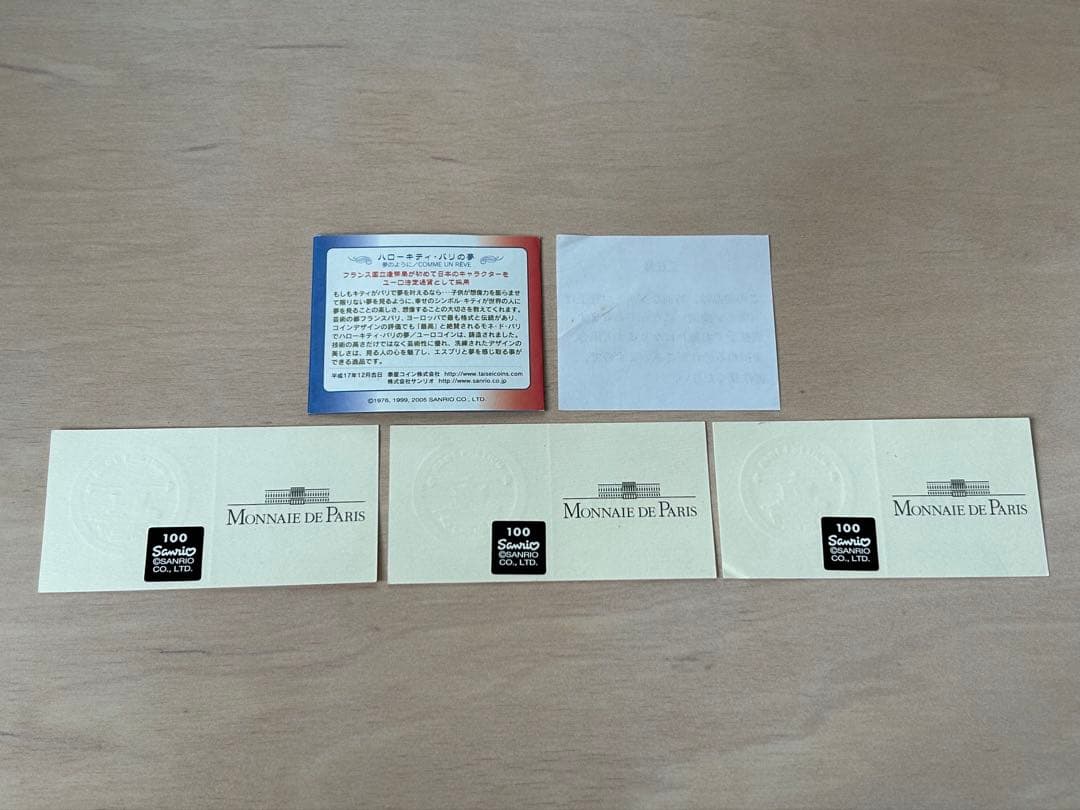 ハローキティ・パリの夢
夢のように/COMME UN RÊVE
フランス国立造幣局が初めて日本のキャラクターを
ユーロ法定通貨として採用
もしもキティがパリで夢を叶えるなら…子供が想像力を膨らませ
て限りない夢を見るように、幸せのシンボル・キティが世界の人に
夢を見ることの楽しさ、想像することの大切さを教えてくれます。
芸術の都フランスパリ、ヨーロッパで最も格式と伝統があり、
コインデザインの評価でも「最高」と絶賛されるモネ・ド・パリ
でハローキティ・パリの夢/ユーロコインは、鋳造されました。
技術の高さだけではなく芸術性に優れ、洗練されたデザインの
美しさは、見る人の心を魅了し、エスプリと夢を感じ取る事が
できる逸品です。
平成17年12月吉日 泰星コイン株式会社 http://www.taiseicoins.com
株式会社サンリオ http://www.sanrio.co.jp
©1976, 1999, 2005 SANRIO CO., LTD.
MONNAIE DE PARIS
100
Sanrio
©SANRIO
CO., LTD.
MONNAIE DE PARIS
100
Sanrio
©SANRIO
CO., LTD.
MONNAIE DE PARIS
100
Sanrio
©SANRIO
CO., LTD.